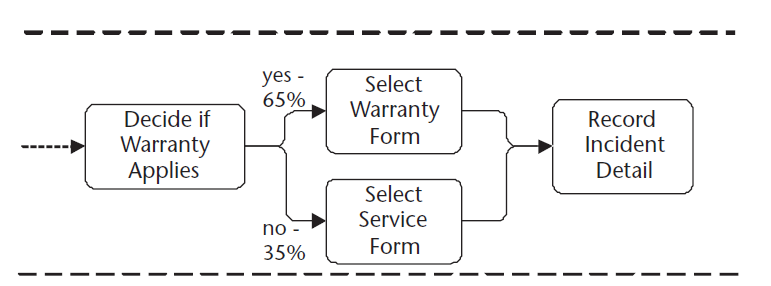 Decide if
Warranty
Applies
yes -
65%
Select
Warranty
Form
no -
35%
Select
Service
Form
Record
Incident
Detail